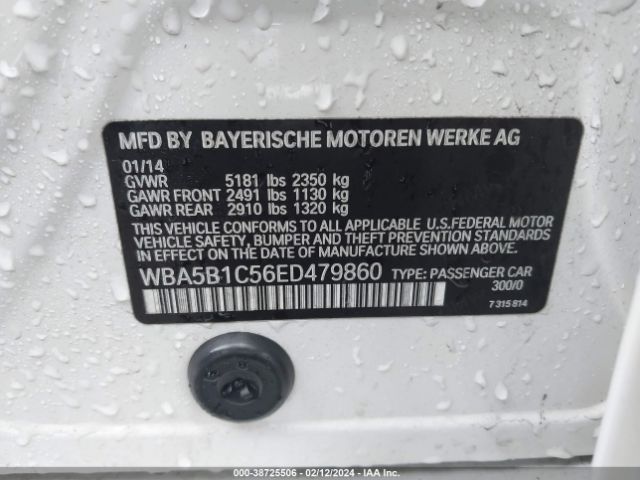 MFD BY BAYERISCHE MOTOREN WERKE AG
01/14
GVWR 5181 lbs 2350 kg
GAWR FRONT 2491 lbs 1130 kg
GAWR REAR 2910 lbs 1320 kg
THIS VEHICLE CONFORMS TO ALL APPLICABLE U.S.FEDERAL MOTOR
VEHICLE SAFETY, BUMPER AND THEFT PREVENTION STANDARDS
IN EFFECT ON THE DATE OF MANUFACTURE SHOWN ABOVE.
WBA5B1C56ED479860 TYPE: PASSENGER CAR
300/0
7 315 814
000-38725506 - 02/12/2024 - IAA Inc.